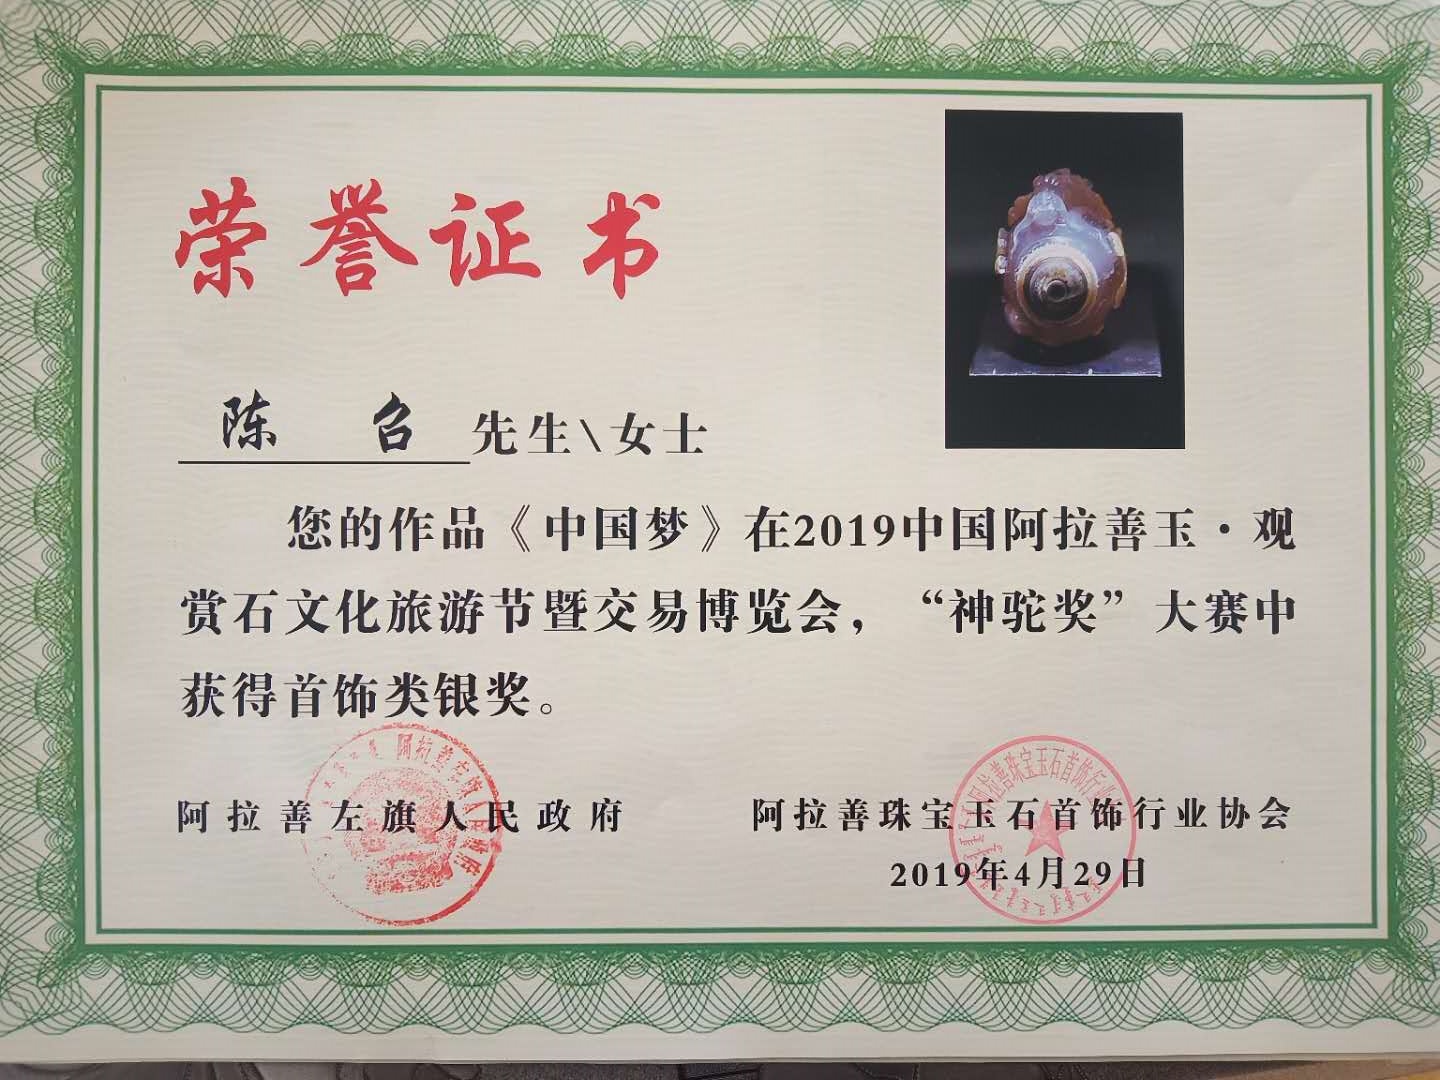 荣誉证书
陈 召 先生\女士
您的作品《中国梦》在2019中国阿拉善玉·观
赏石文化旅游节暨交易博览会，“神驼奖”大赛中
获得首饰类银奖。
阿拉善左旗人民政府
阿拉善珠宝玉石首饰行业协会
2019年4月29日